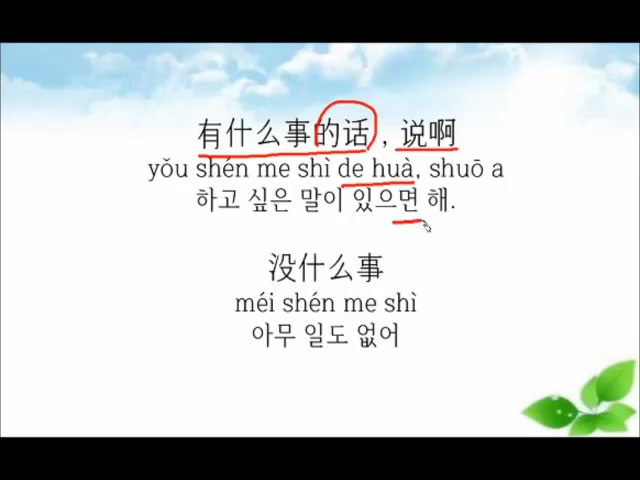 有什么事的话 , 说啊
yǒu shén me shì de huà, shuō a
하고 싶은 말이 있으면 해.
没什么事
méi shén me shì
아무 일도 없어